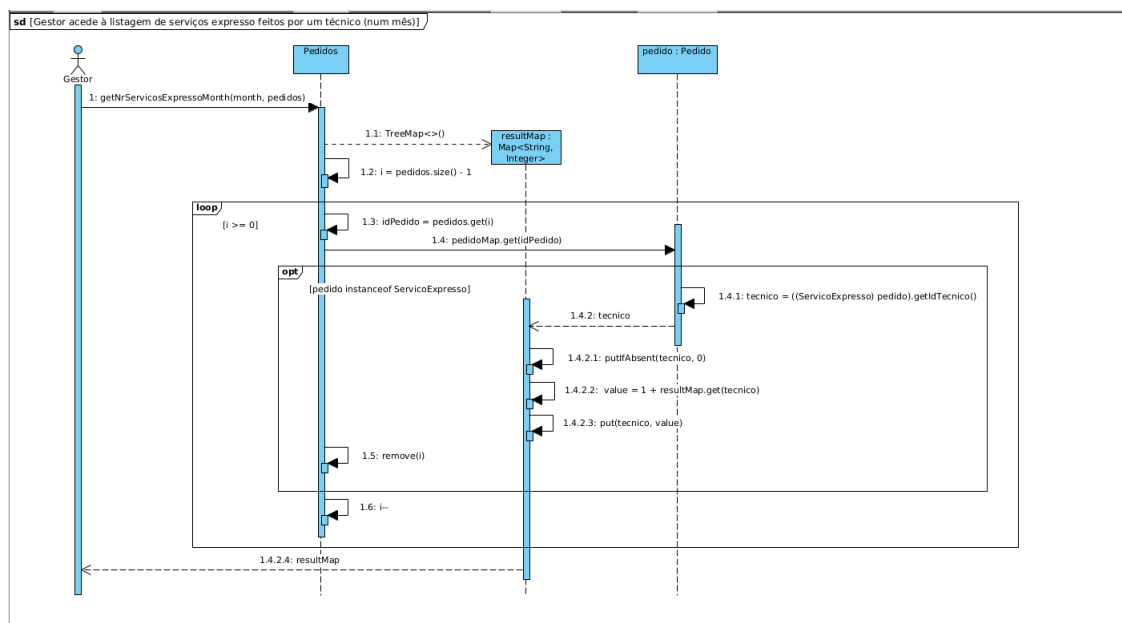 sd [Gestor acede à listagem de serviços expresso feitos por um técnico (num mês)]
Pedidos
pedido : Pedido
Gestor
1: getNrServicosExpressoMonth(month, pedidos)
1.1: TreeMap<>()
resultMap :
Map<String,
Integer>
1.2: i = pedidos.size() - 1
loop
[i >= 0]
1.3: idPedido = pedidos.get(i)
1.4: pedidoMap.get(idPedido)
opt
[pedido instanceof ServicoExpresso]
1.4.1: tecnico = ((ServicoExpresso) pedido).getIdTecnico()
1.4.2: tecnico
1.4.2.1: putIfAbsent(tecnico, 0)
1.4.2.2: value = 1 + resultMap.get(tecnico)
1.4.2.3: put(tecnico, value)
1.5: remove(i)
1.6: i--
1.4.2.4: resultMap